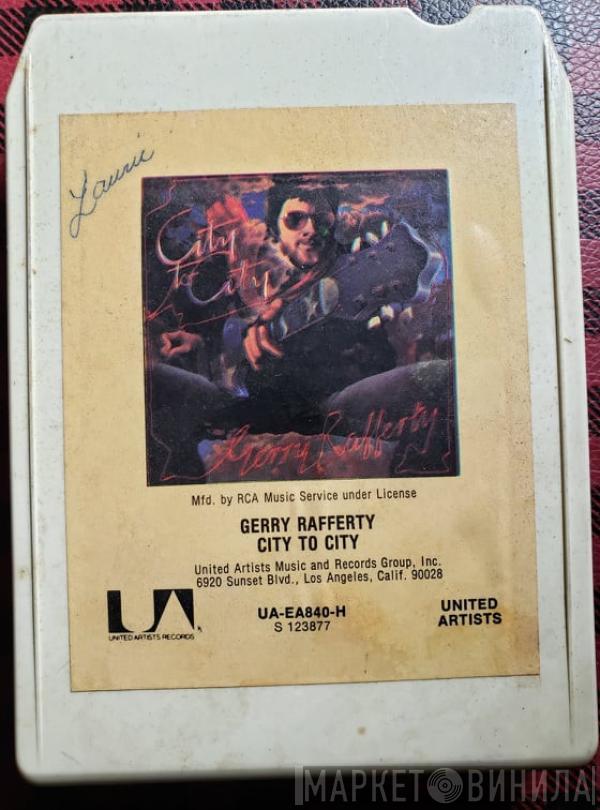 Laurie
City
to City
Gerry Rafferty
Mfd. by RCA Music Service under License
GERRY RAFFERTY
CITY TO CITY
United Artists Music and Records Group, Inc.
6920 Sunset Blvd., Los Angeles, Calif. 90028
UA
UNITED ARTISTS RECORDS
UA-EA840-H
S 123877
UNITED
ARTISTS
МАРКЕТ ВИНИЛА